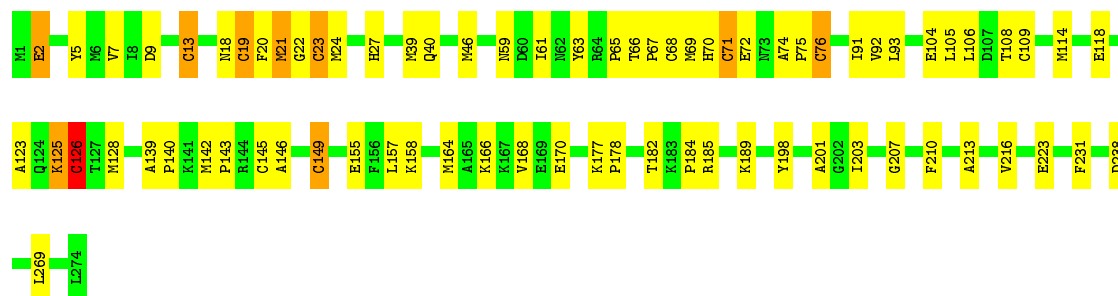 M1 E2 Y5 M6 V7 I8 D9 C13 N18 C19 F20 M21 G22 C23 M24 H27 M39 Q40 M46 N59 D60 I61 N62 Y63 R64 P65 T66 P67 C68 M69 H70 C71 E72 N73 A74 P75 C76 I91 V92 L93 E104 L105 L106 D107 T108 C109 M114 E118
A123 Q124 K125 C126 T127 M128 A139 P140 K141 M142 P143 R144 C145 A146 C149 E155 F156 L157 K158 M164 A165 K166 K167 V168 E169 E170 K177 P178 T182 K183 P184 R185 K189 Y198 A201 G202 I203 G207 F210 A213 V216 E223 F231
L269 L274